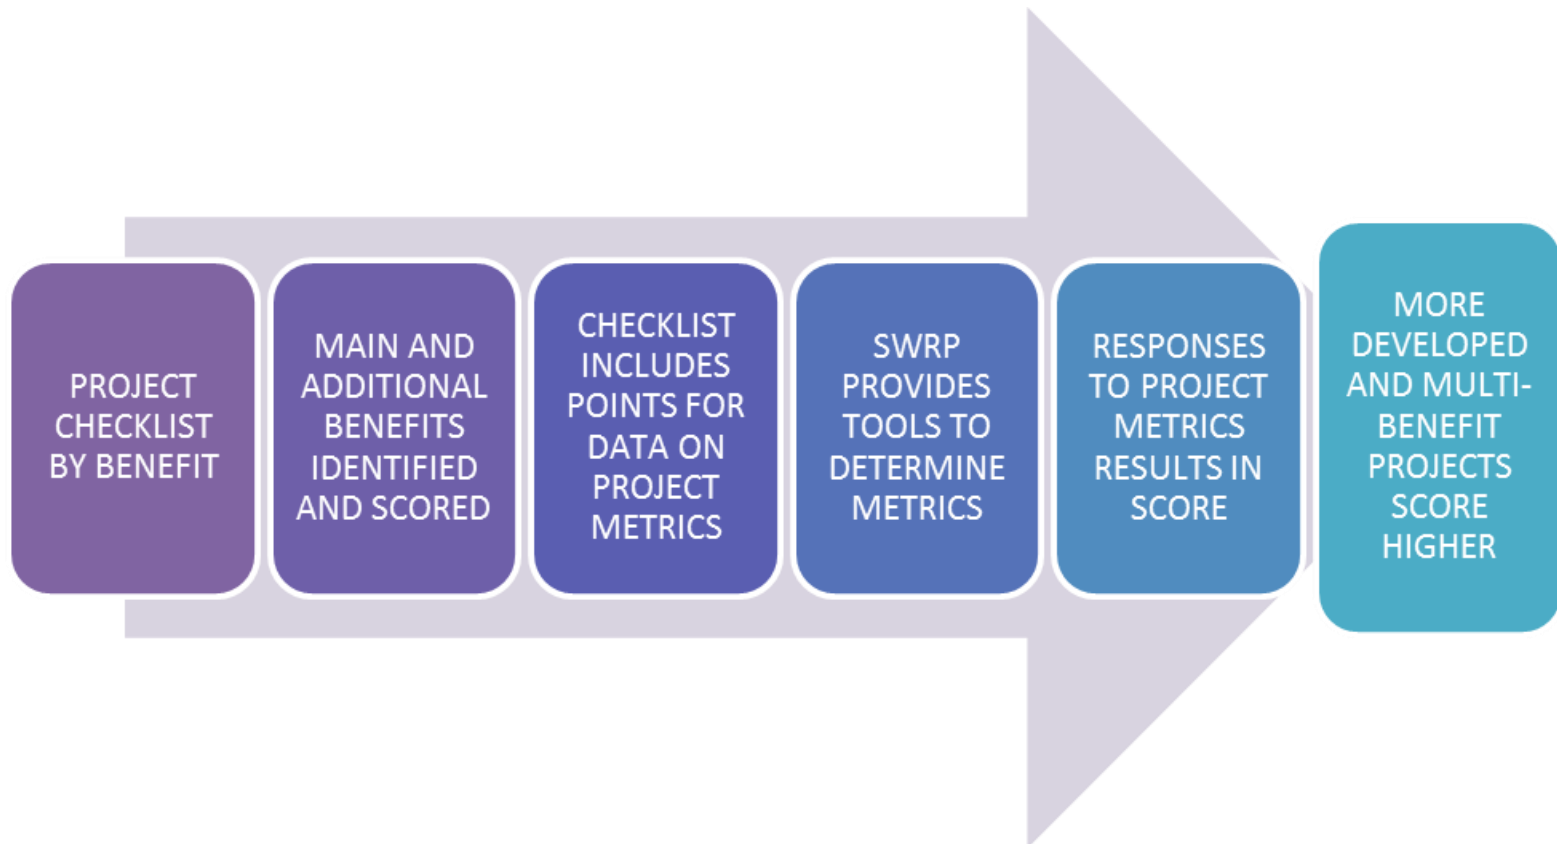 PROJECT
CHECKLIST
BY BENEFIT
MAIN AND
ADDITIONAL
BENEFITS
IDENTIFIED
AND SCORED
CHECKLIST
INCLUDES
POINTS FOR
DATA ON
PROJECT
METRICS
SWRP
PROVIDES
TOOLS TO
DETERMINE
METRICS
RESPONSES
TO PROJECT
METRICS
RESULTS IN
SCORE
MORE
DEVELOPED
AND MULTI-
BENEFIT
PROJECTS
SCORE
HIGHER